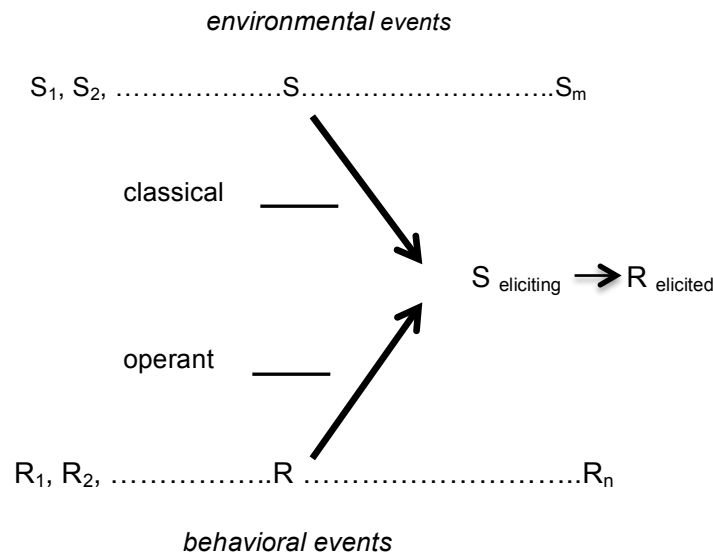 environmental events
S₁, S₂, ………………..S………………………..Sₘ
classical
S eliciting R elicited
operant
R₁, R₂, ……………..R …………………………..Rₙ
behavioral events